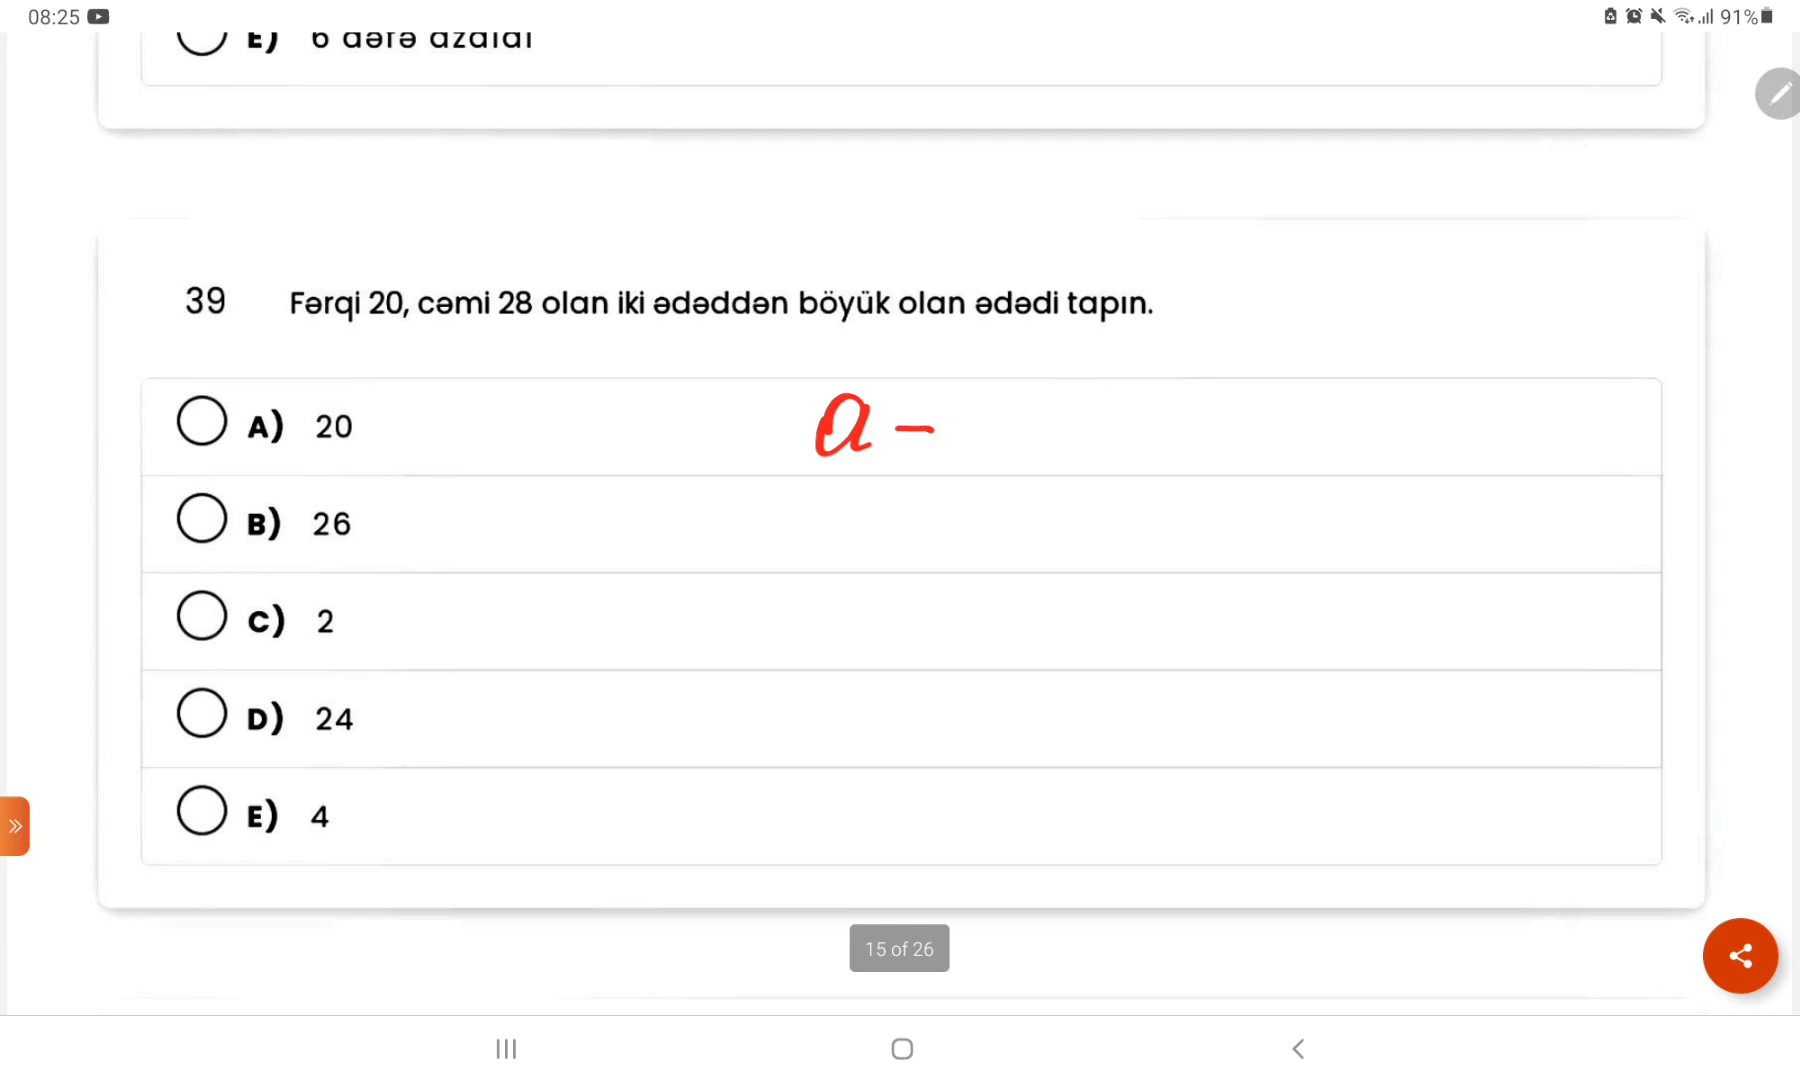 08:25
91%
E) 6 dəfə azaldı
39 Fərqi 20, cəmi 28 olan iki ədəddən böyük olan ədədi tapın.
A) 20
a –
B) 26
C) 2
D) 24
E) 4
15 of 26